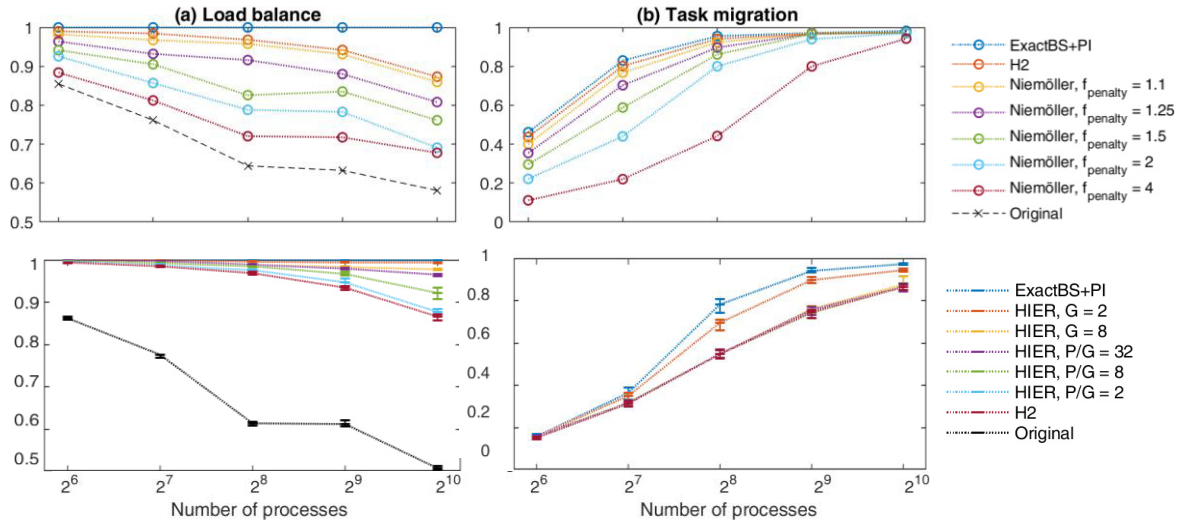 (a) Load balance
(b) Task migration
1
0.9
0.8
0.7
0.6
0.5
1
0.8
0.6
0.4
0.2
0
ExactBS+PI
H2
Niemöller, f_penalty = 1.1
Niemöller, f_penalty = 1.25
Niemöller, f_penalty = 1.5
Niemöller, f_penalty = 2
Niemöller, f_penalty = 4
Original
1
0.9
0.8
0.7
0.6
0.5
2^6
2^7
2^8
2^9
2^10
Number of processes
1
0.8
0.6
0.4
0.2
0
2^6
2^7
2^8
2^9
2^10
Number of processes
ExactBS+PI
HIER, G = 2
HIER, G = 8
HIER, P/G = 32
HIER, P/G = 8
HIER, P/G = 2
H2
Original